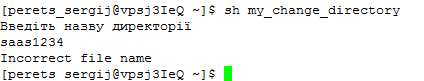 [perets_sergij@vpsj3IeQ ~]$ sh my_change_directory
Введіть назву директорії
saas1234
Incorrect file name
[perets_sergij@vpsj3IeQ ~]$